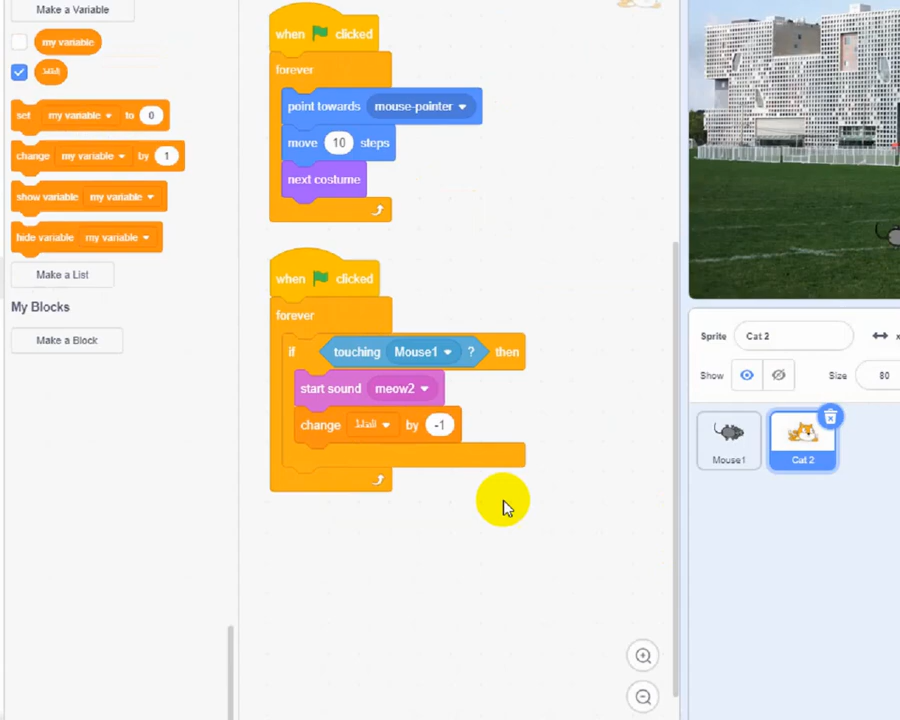 Make a Variable
my variable
set my variable to 0
change my variable by 1
show variable my variable
hide variable my variable
Make a List
My Blocks
Make a Block
when clicked
forever
point towards mouse-pointer
move 10 steps
next costume
when clicked
forever
if touching Mouse1 ? then
start sound meow2
change by -1
Sprite Cat 2 x
Show Size 80
Mouse1 Cat 2